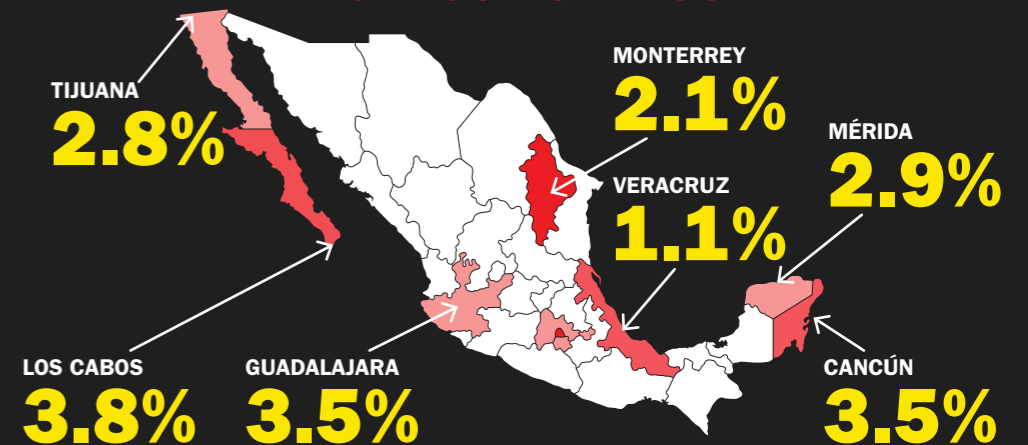 TIJUANA
2.8%
MONTERREY
2.1%
MÉRIDA
2.9%
VERACRUZ
1.1%
LOS CABOS
3.8%
GUADALAJARA
3.5%
CANCÚN
3.5%